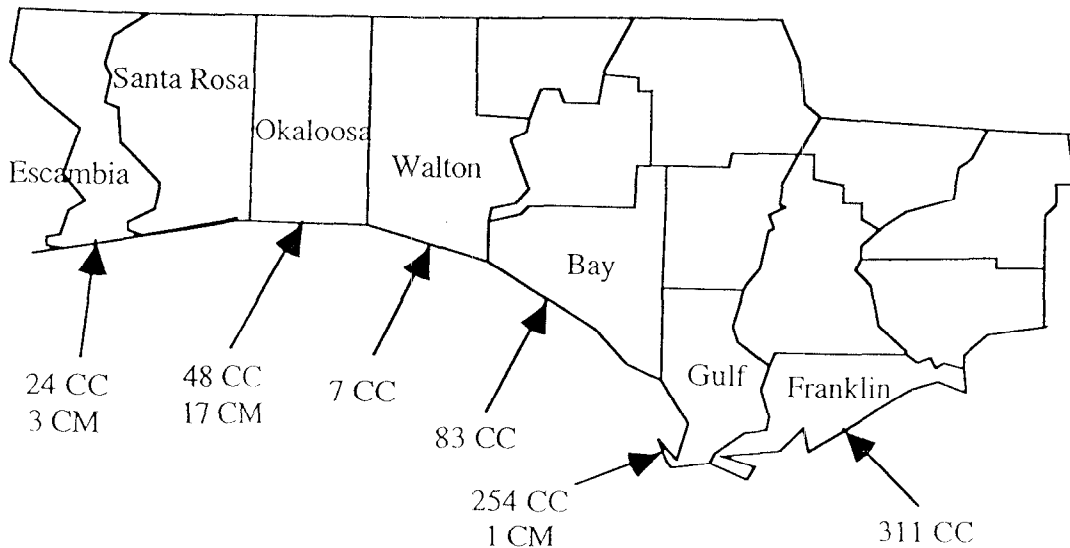 Santa Rosa
Okaloosa
Escambia
Walton
Bay
Gulf
Franklin
24 CC
3 CM
48 CC
17 CM
7 CC
83 CC
254 CC
1 CM
311 CC